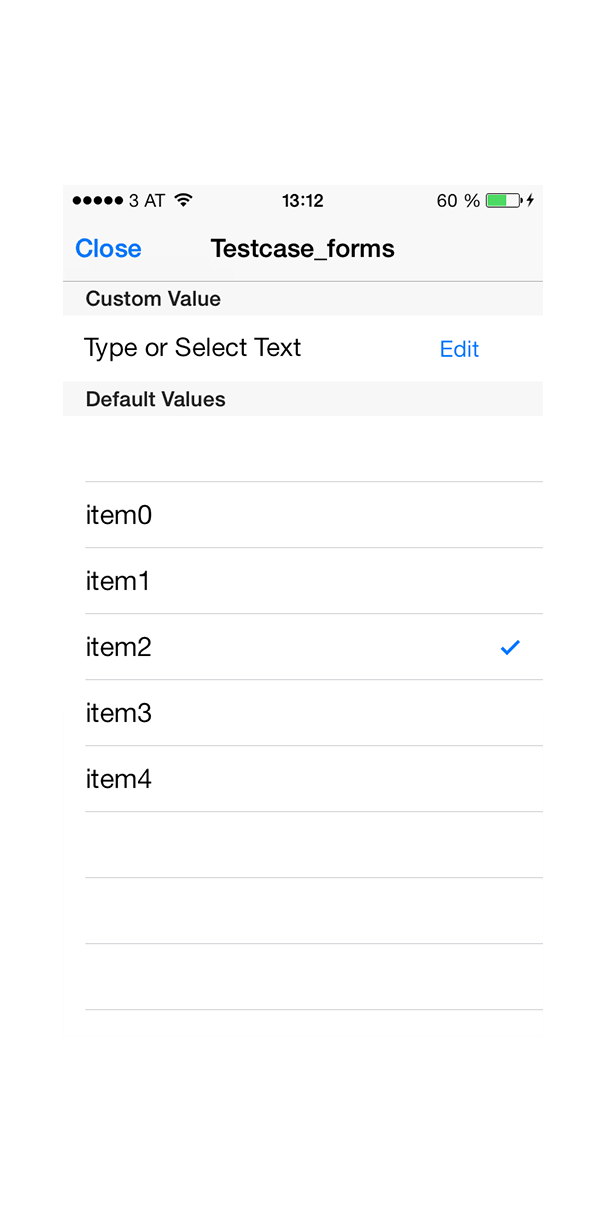 3 AT 13:12 60 %
Close Testcase_forms
Custom Value
Type or Select Text Edit
Default Values
item0
item1
item2
item3
item4